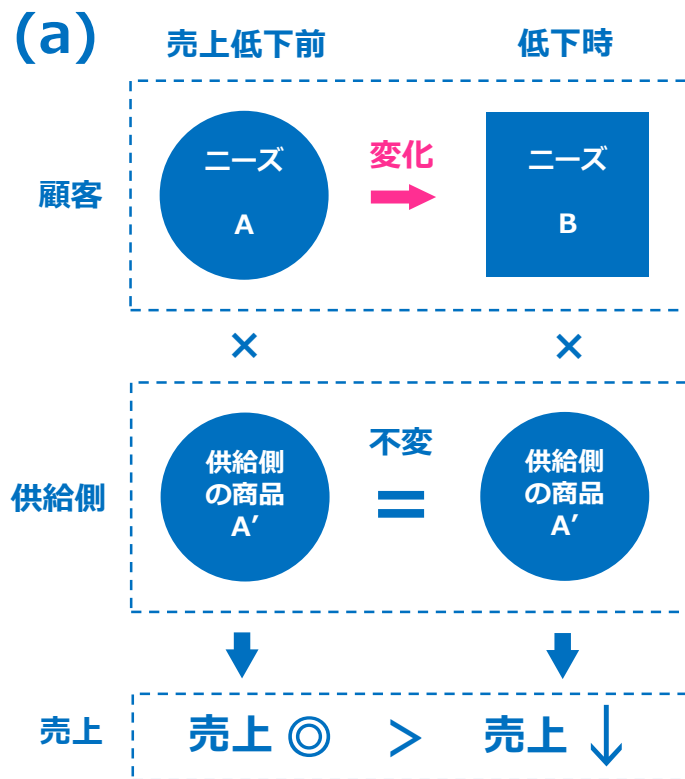 (a)
売上低下前 低下時
顧客
ニーズ
A
変化
ニーズ
B
× ×
供給側
供給側
の商品
A′
不変
=
供給側
の商品
A′
売上
売上 ◎ > 売上 ↓